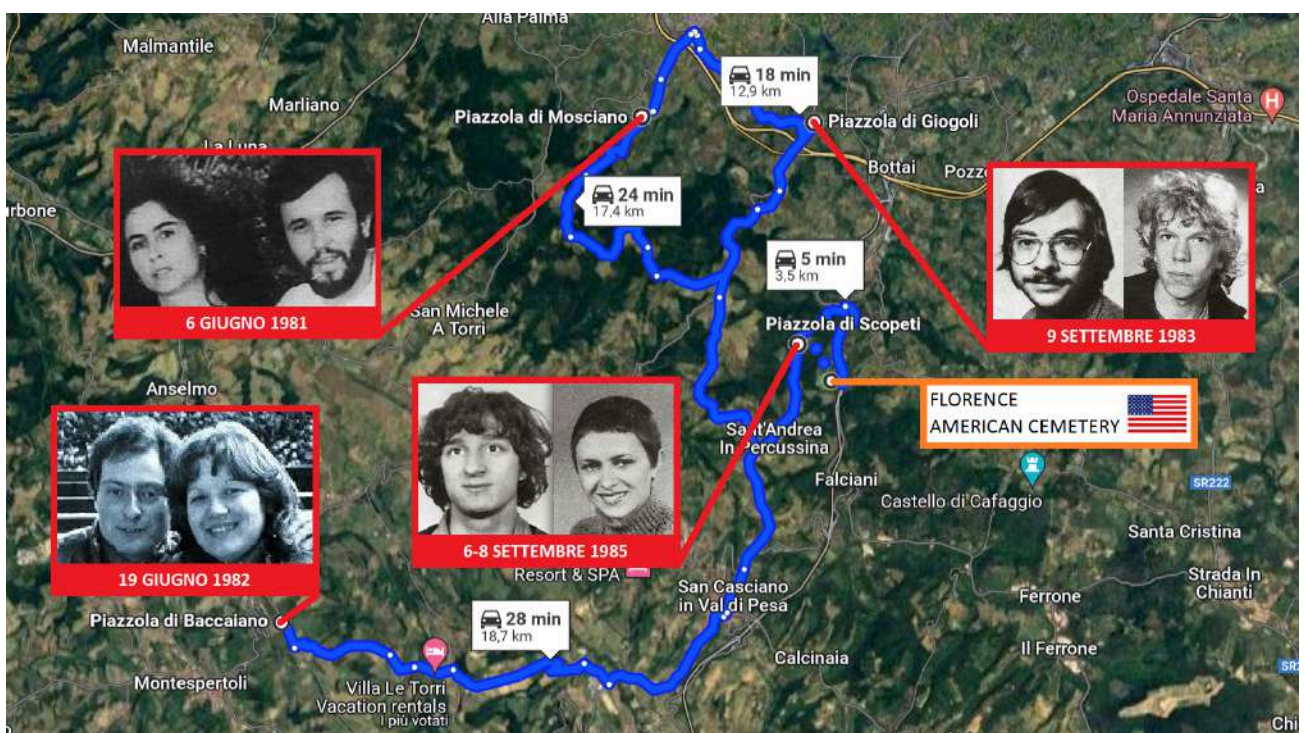 Alla Palma
Malmantile
18 min
12,9 km
Marliano
Piazzola di Mosciano
Piazzola di Giogoli
Ospedale Santa
Maria Annunziata
H
La Luna
Bottai
Pozzo
urbone
24 min
17,4 km
5 min
3,5 km
San Michele
A Torri
6 GIUGNO 1981
Piazzola di Scopeti
9 SETTEMBRE 1983
Anselmo
FLORENCE
AMERICAN CEMETERY
Sant'Andrea
In Percussina
Falciani
Castello di Cafaggio
SR222
Santa Cristina
6-8 SETTEMBRE 1985
Resort & SPA
19 GIUGNO 1982
San Casciano
in Val di Pesa
Strada In
Chianti
Ferrone
Piazzola di Baccaiano
28 min
18,7 km
Il Ferrone
Calcinaia
Montespertoli
Villa Le Torri
Vacation rentals
I più votati
Chi